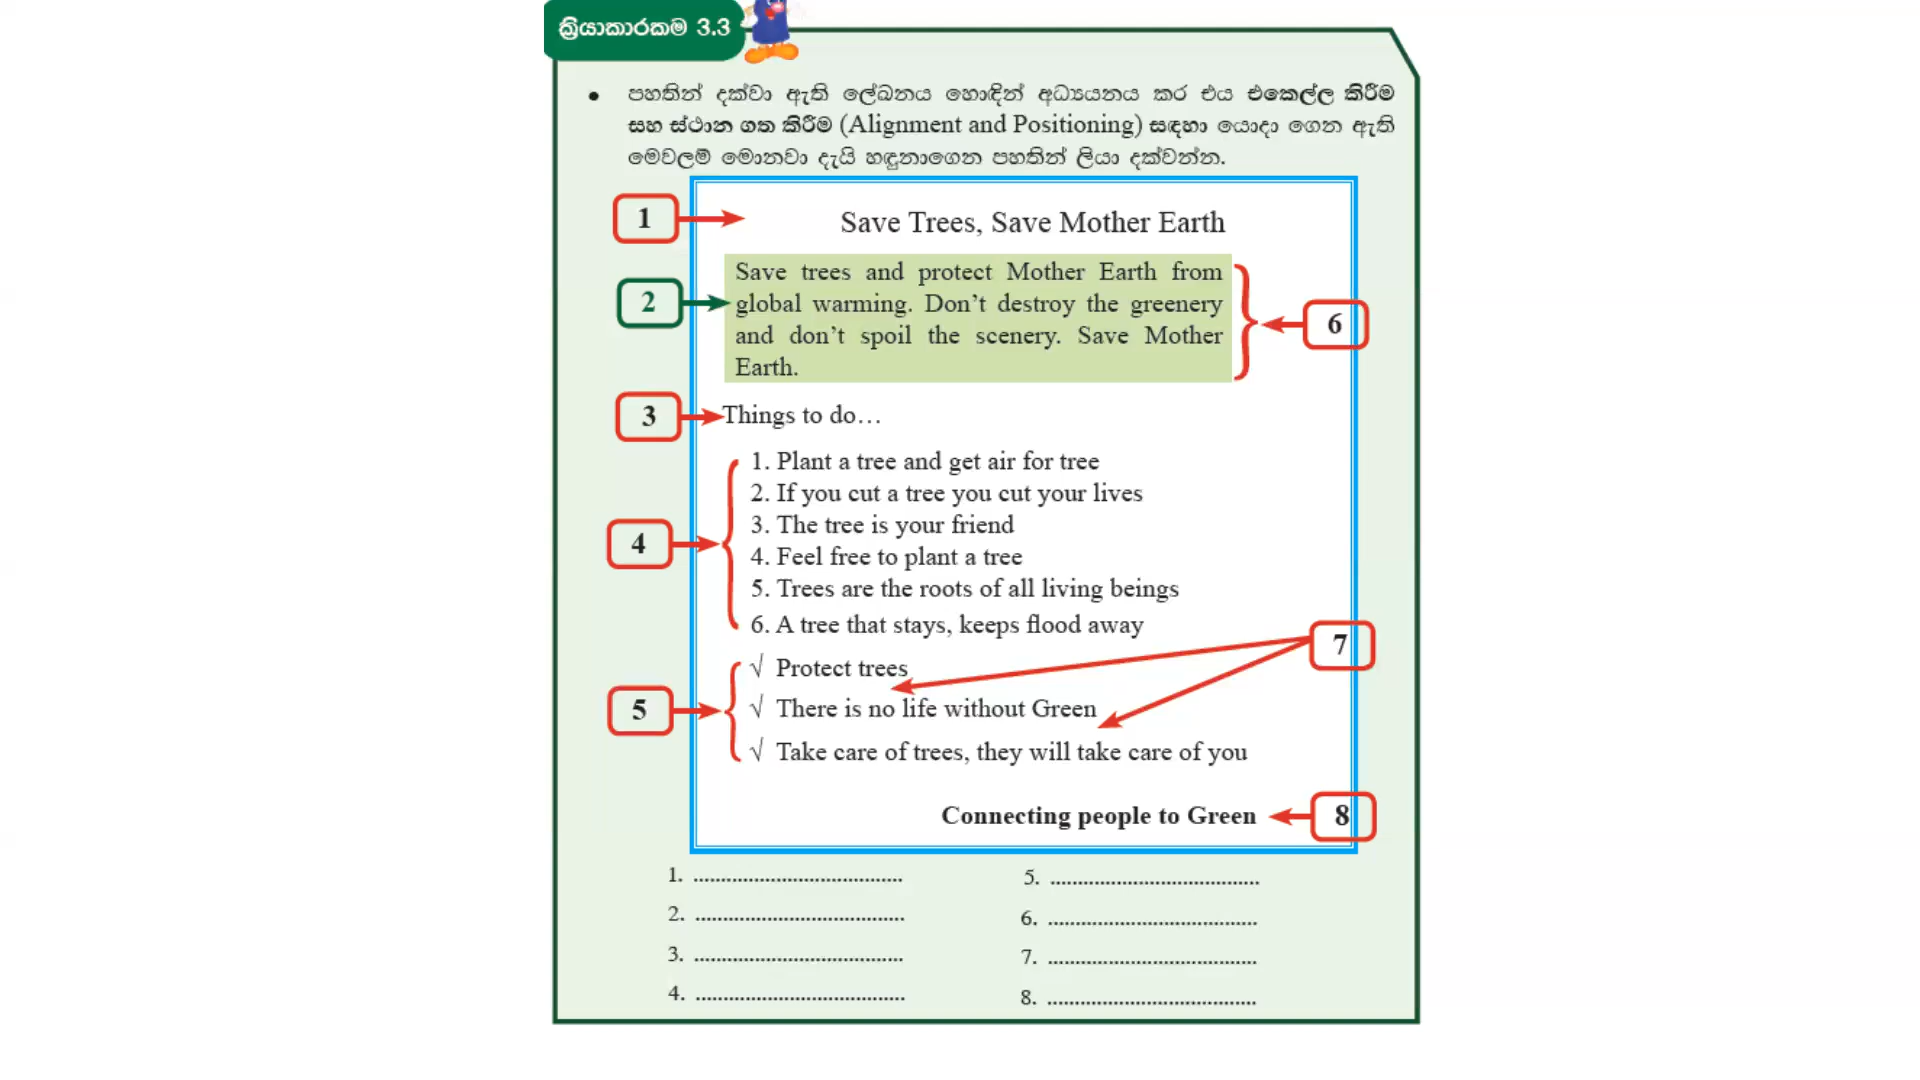 ක්‍රියාකාරකම 3.3
• පහතින් දක්වා ඇති ලේඛනය හොඳින් අධ්‍යයනය කර එය එකෙල්ල කිරීම
සහ ස්ථාන ගත කිරීම (Alignment and Positioning) සඳහා යොදා ගෙන ඇති
මෙවලම් මොනවා දැයි හඳුනාගෙන පහතින් ලියා දක්වන්න.
1
Save Trees, Save Mother Earth
2
Save trees and protect Mother Earth from
global warming. Don’t destroy the greenery
and don’t spoil the scenery. Save Mother
Earth.
6
3
Things to do…
4
1. Plant a tree and get air for tree
2. If you cut a tree you cut your lives
3. The tree is your friend
4. Feel free to plant a tree
5. Trees are the roots of all living beings
6. A tree that stays, keeps flood away
7
5
√ Protect trees
√ There is no life without Green
√ Take care of trees, they will take care of you
Connecting people to Green
8
1. ......................................
2. ......................................
3. ......................................
4. ......................................
5. ......................................
6. ......................................
7. ......................................
8. ......................................